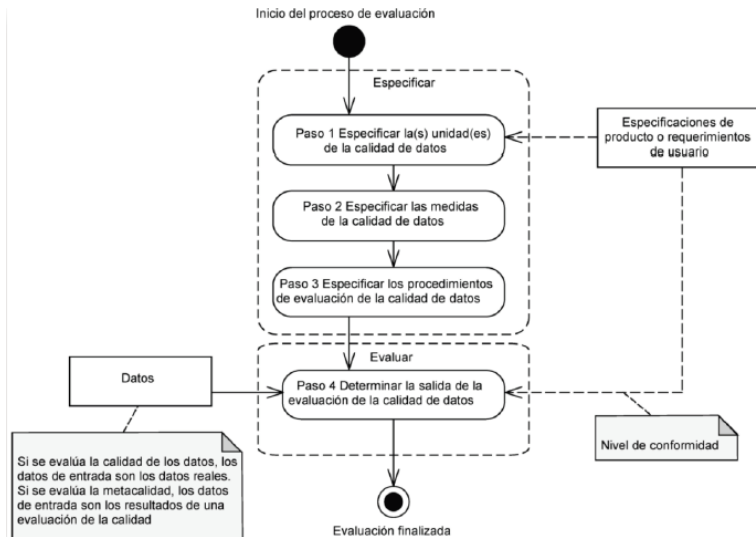 Inicio del proceso de evaluación
Especificar
Paso 1 Especificar la(s) unidad(es)
de la calidad de datos
Especificaciones de
producto o requerimientos
de usuario
Paso 2 Especificar las medidas
de la calidad de datos
Paso 3 Especificar los procedimientos
de evaluación de la calidad de datos
Evaluar
Datos
Paso 4 Determinar la salida de la
evaluación de la calidad de datos
Si se evalúa la calidad de los datos, los
datos de entrada son los datos reales.
Si se evalúa la metacalidad, los datos
de entrada son los resultados de una
evaluación de la calidad
Nivel de conformidad
Evaluación finalizada